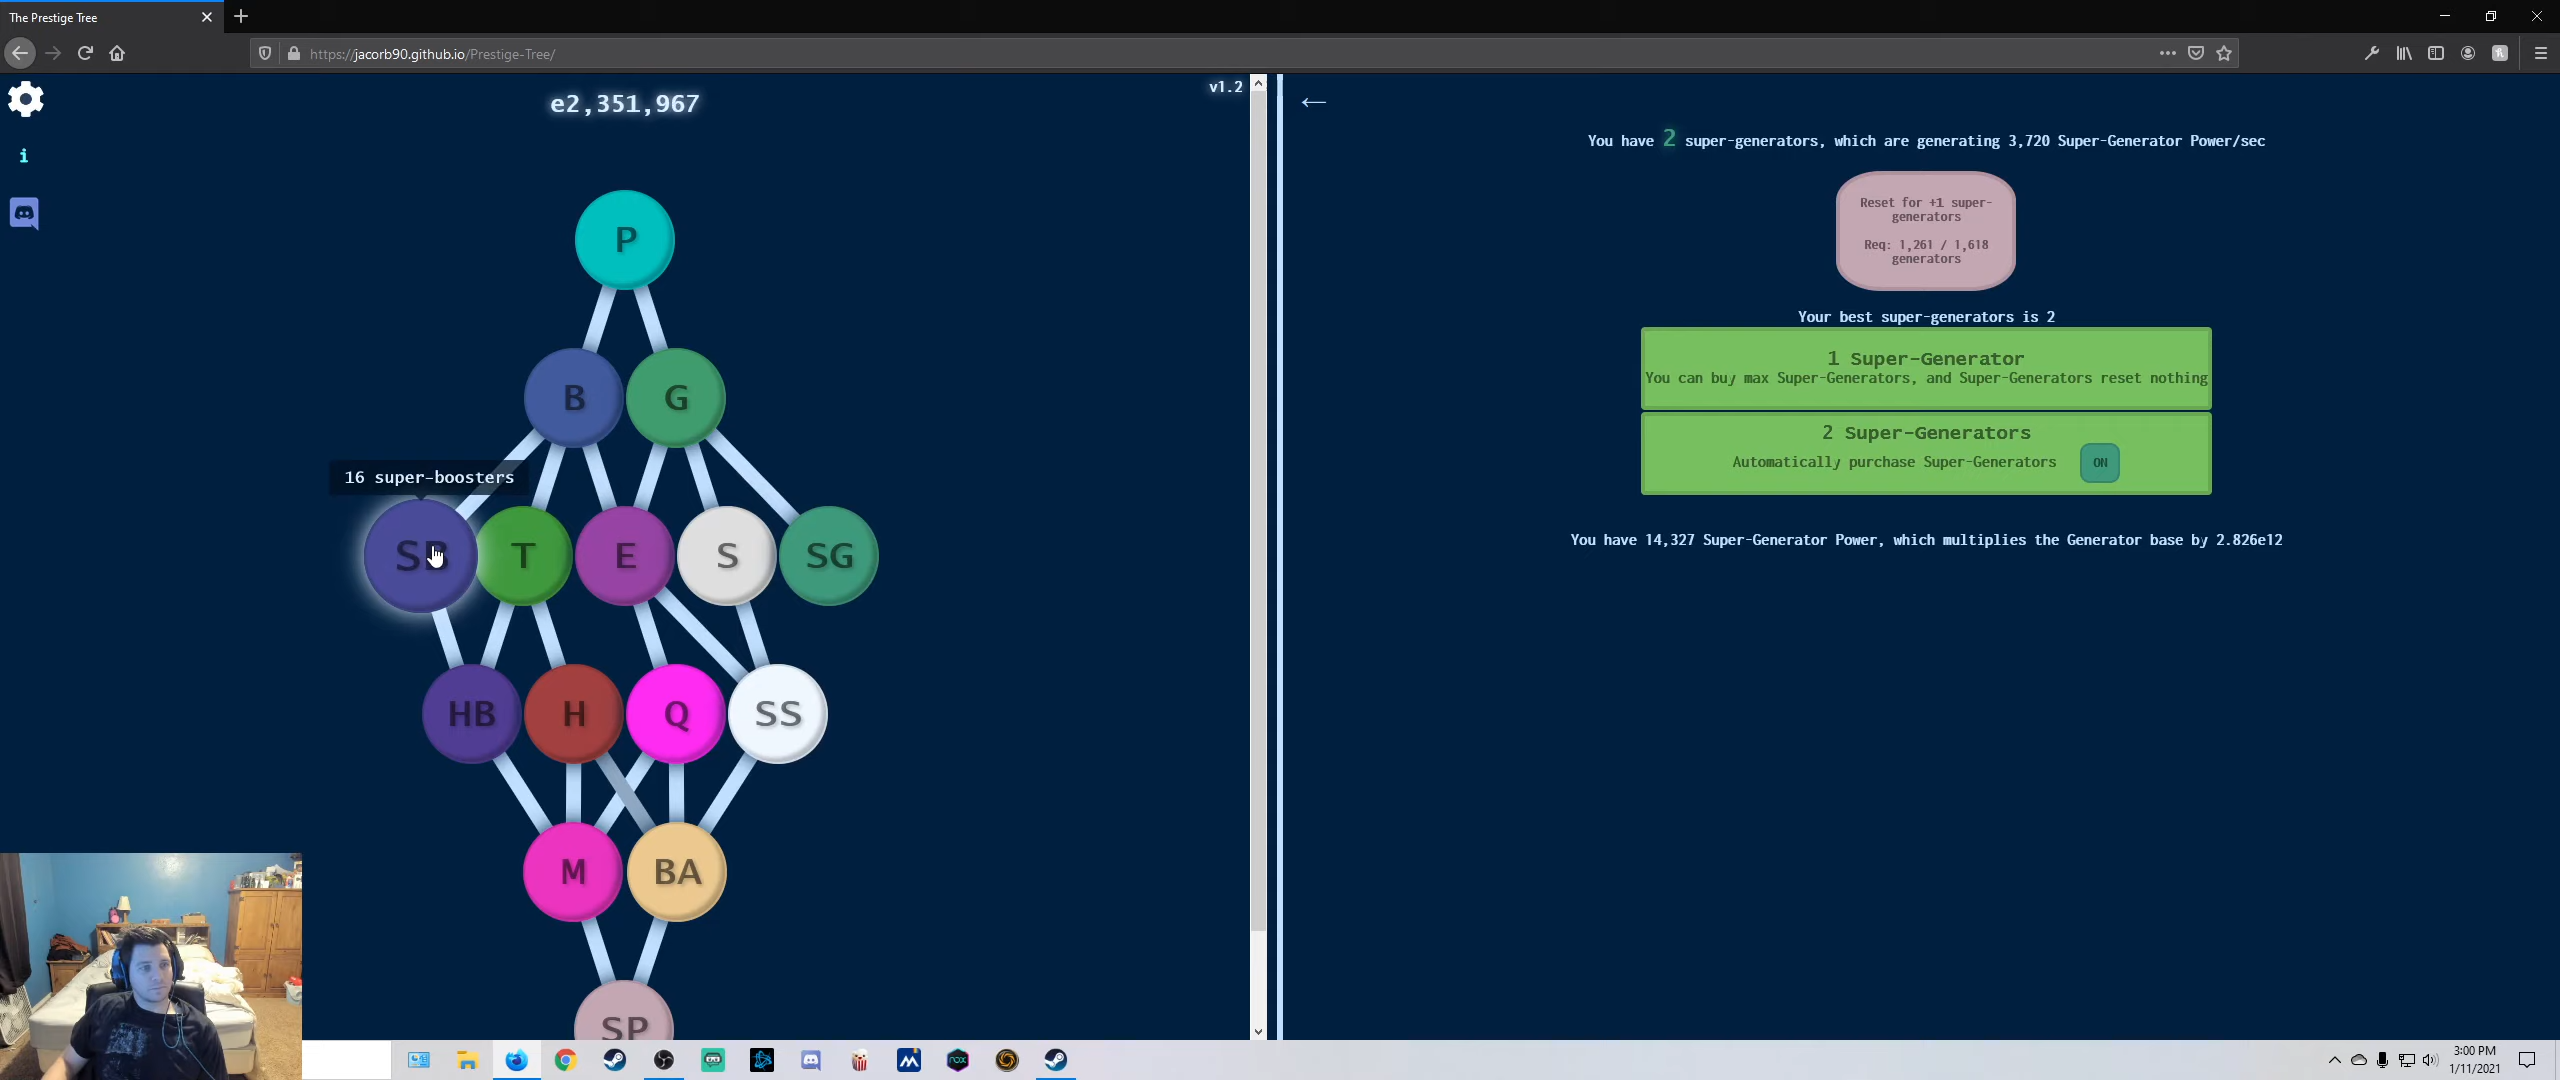 The Prestige Tree
https://jacorb90.github.io/Prestige-Tree/
e2,351,967
v1.2
i
P
B
G
16 super-boosters
SB
T
E
S
SG
HB
H
Q
SS
M
BA
SP
←
You have 2 super-generators, which are generating 3,720 Super-Generator Power/sec
Reset for +1 super-
generators
Req: 1,261 / 1,618
generators
Your best super-generators is 2
1 Super-Generator
You can buy max Super-Generators, and Super-Generators reset nothing
2 Super-Generators
Automatically purchase Super-Generators
ON
You have 14,327 Super-Generator Power, which multiplies the Generator base by 2.826e12
nox
3:00 PM
1/11/2021